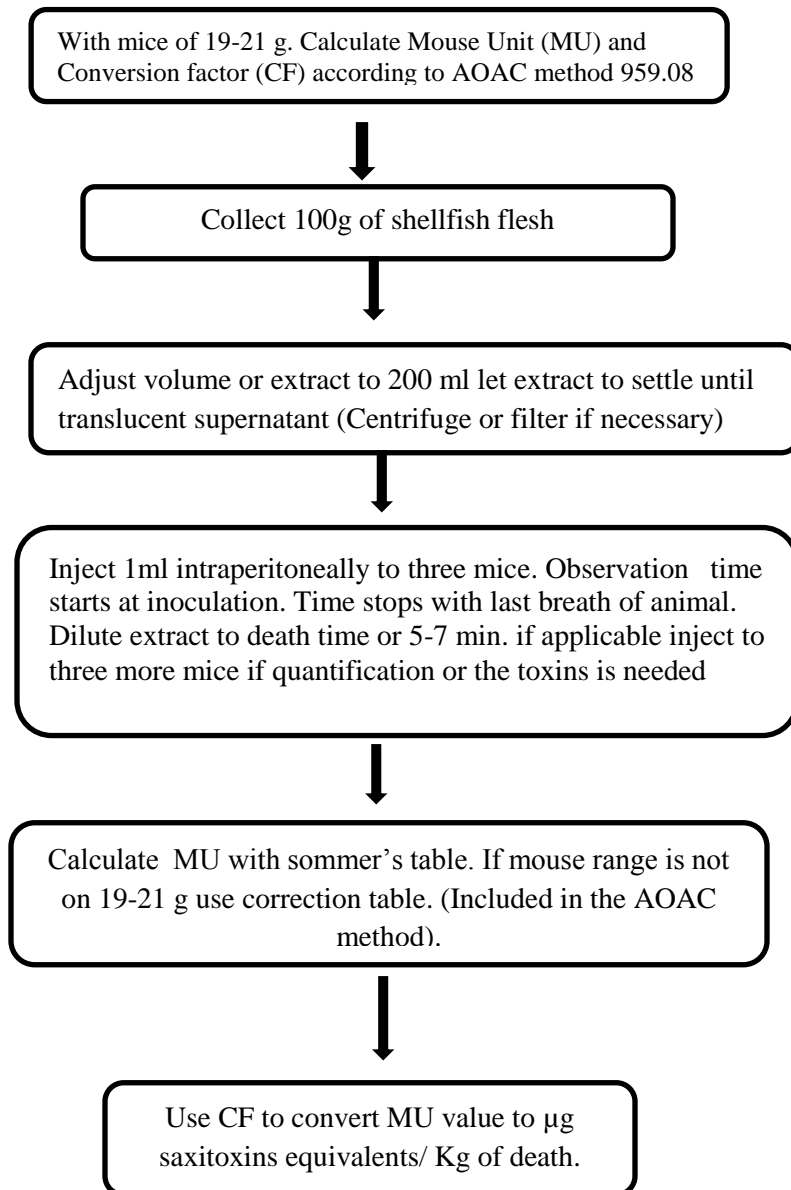 With mice of 19-21 g. Calculate Mouse Unit (MU) and
Conversion factor (CF) according to AOAC method 959.08
Collect 100g of shellfish flesh
Adjust volume or extract to 200 ml let extract to settle until
translucent supernatant (Centrifuge or filter if necessary)
Inject 1ml intraperitoneally to three mice. Observation time
starts at inoculation. Time stops with last breath of animal.
Dilute extract to death time or 5-7 min. if applicable inject to
three more mice if quantification or the toxins is needed
Calculate MU with sommer's table. If mouse range is not
on 19-21 g use correction table. (Included in the AOAC
method).
Use CF to convert MU value to µg
saxitoxins equivalents/ Kg of death.